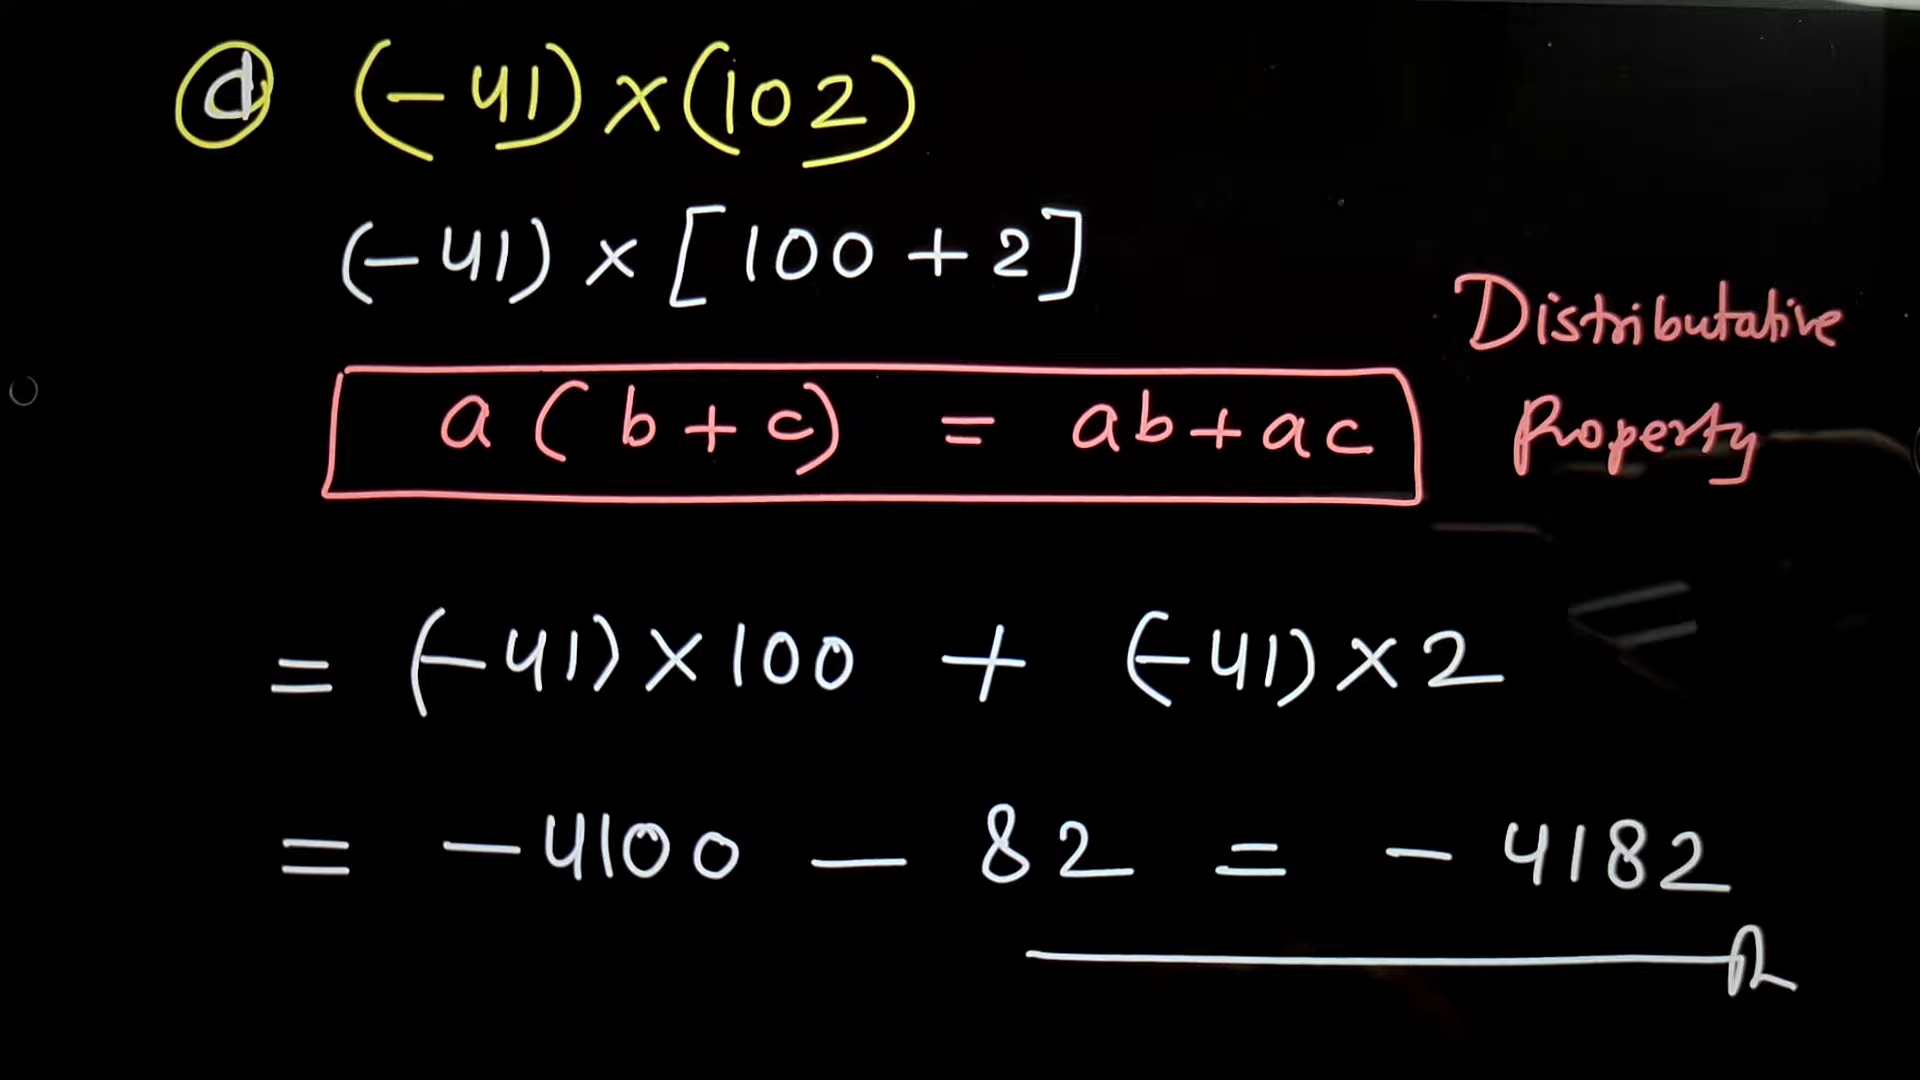 d (-41)×(102)
(-41) × [100+2]
Distributative
a(b+c) = ab+ac
Property
= (-41)×100 + (-41)×2
= -4100 - 82 = -4182